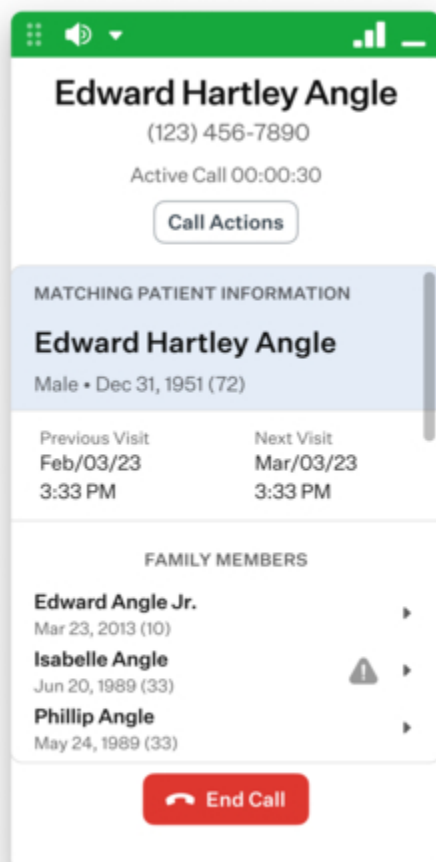 Edward Hartley Angle
(123) 456-7890
Active Call 00:00:30
Call Actions
MATCHING PATIENT INFORMATION
Edward Hartley Angle
Male • Dec 31, 1951 (72)
Previous Visit
Feb/03/23
3:33 PM
Next Visit
Mar/03/23
3:33 PM
FAMILY MEMBERS
Edward Angle Jr.
Mar 23, 2013 (10)
Isabelle Angle
Jun 20, 1989 (33)
Phillip Angle
May 24, 1989 (33)
End Call